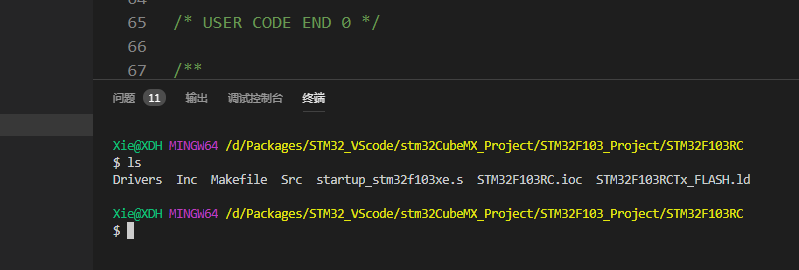 65 /* USER CODE END 0 */
66
67 /**
问题 11 输出 调试控制台 终端
Xie@XDH MINGW64 /d/Packages/STM32_VScode/stm32CubeMX_Project/STM32F103_Project/STM32F103RC
$ ls
Drivers Inc Makefile Src startup_stm32f103xe.s STM32F103RC.ioc STM32F103RCTx_FLASH.ld
Xie@XDH MINGW64 /d/Packages/STM32_VScode/stm32CubeMX_Project/STM32F103_Project/STM32F103RC
$